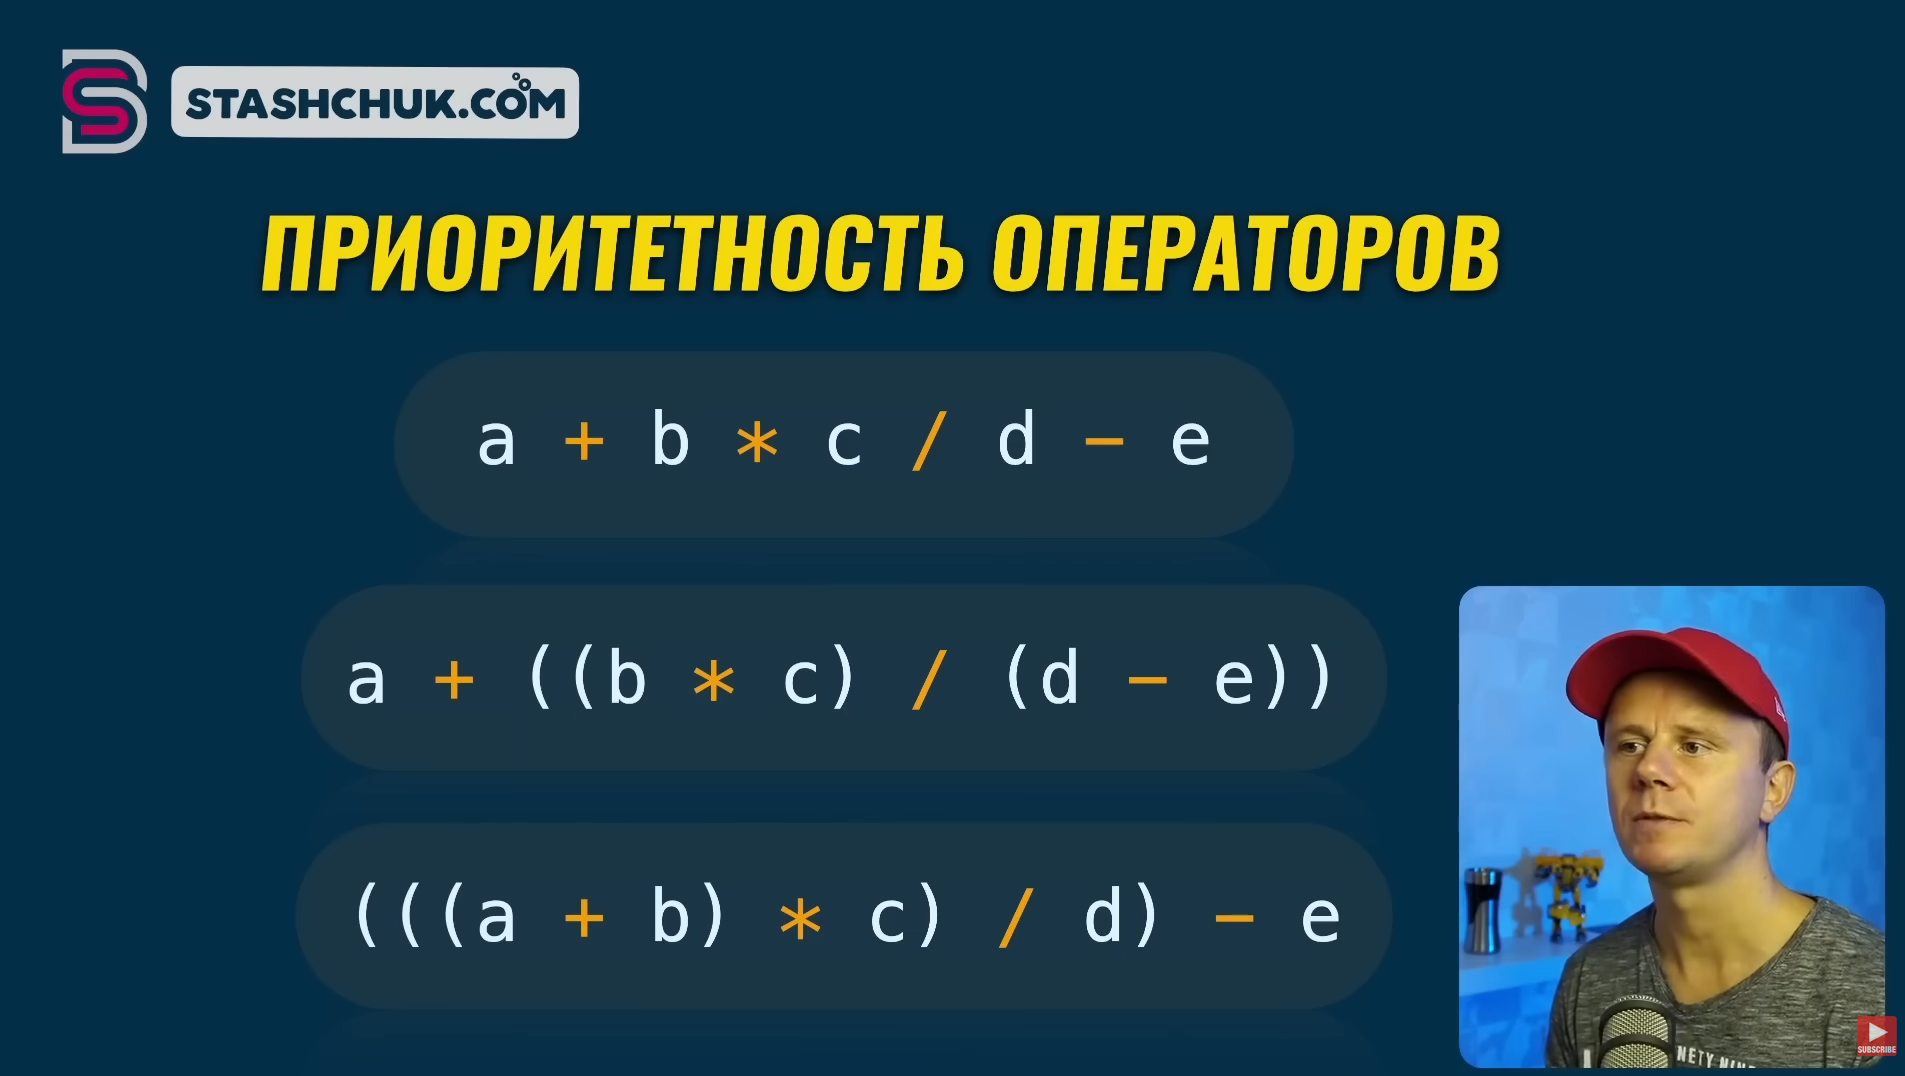 STASHCHUK.COM
ПРИОРИТЕТНОСТЬ ОПЕРАТОРОВ
a + b * c / d - e
a + ((b * c) / (d - e))
(((a + b) * c) / d) - e
SUBSCRIBE